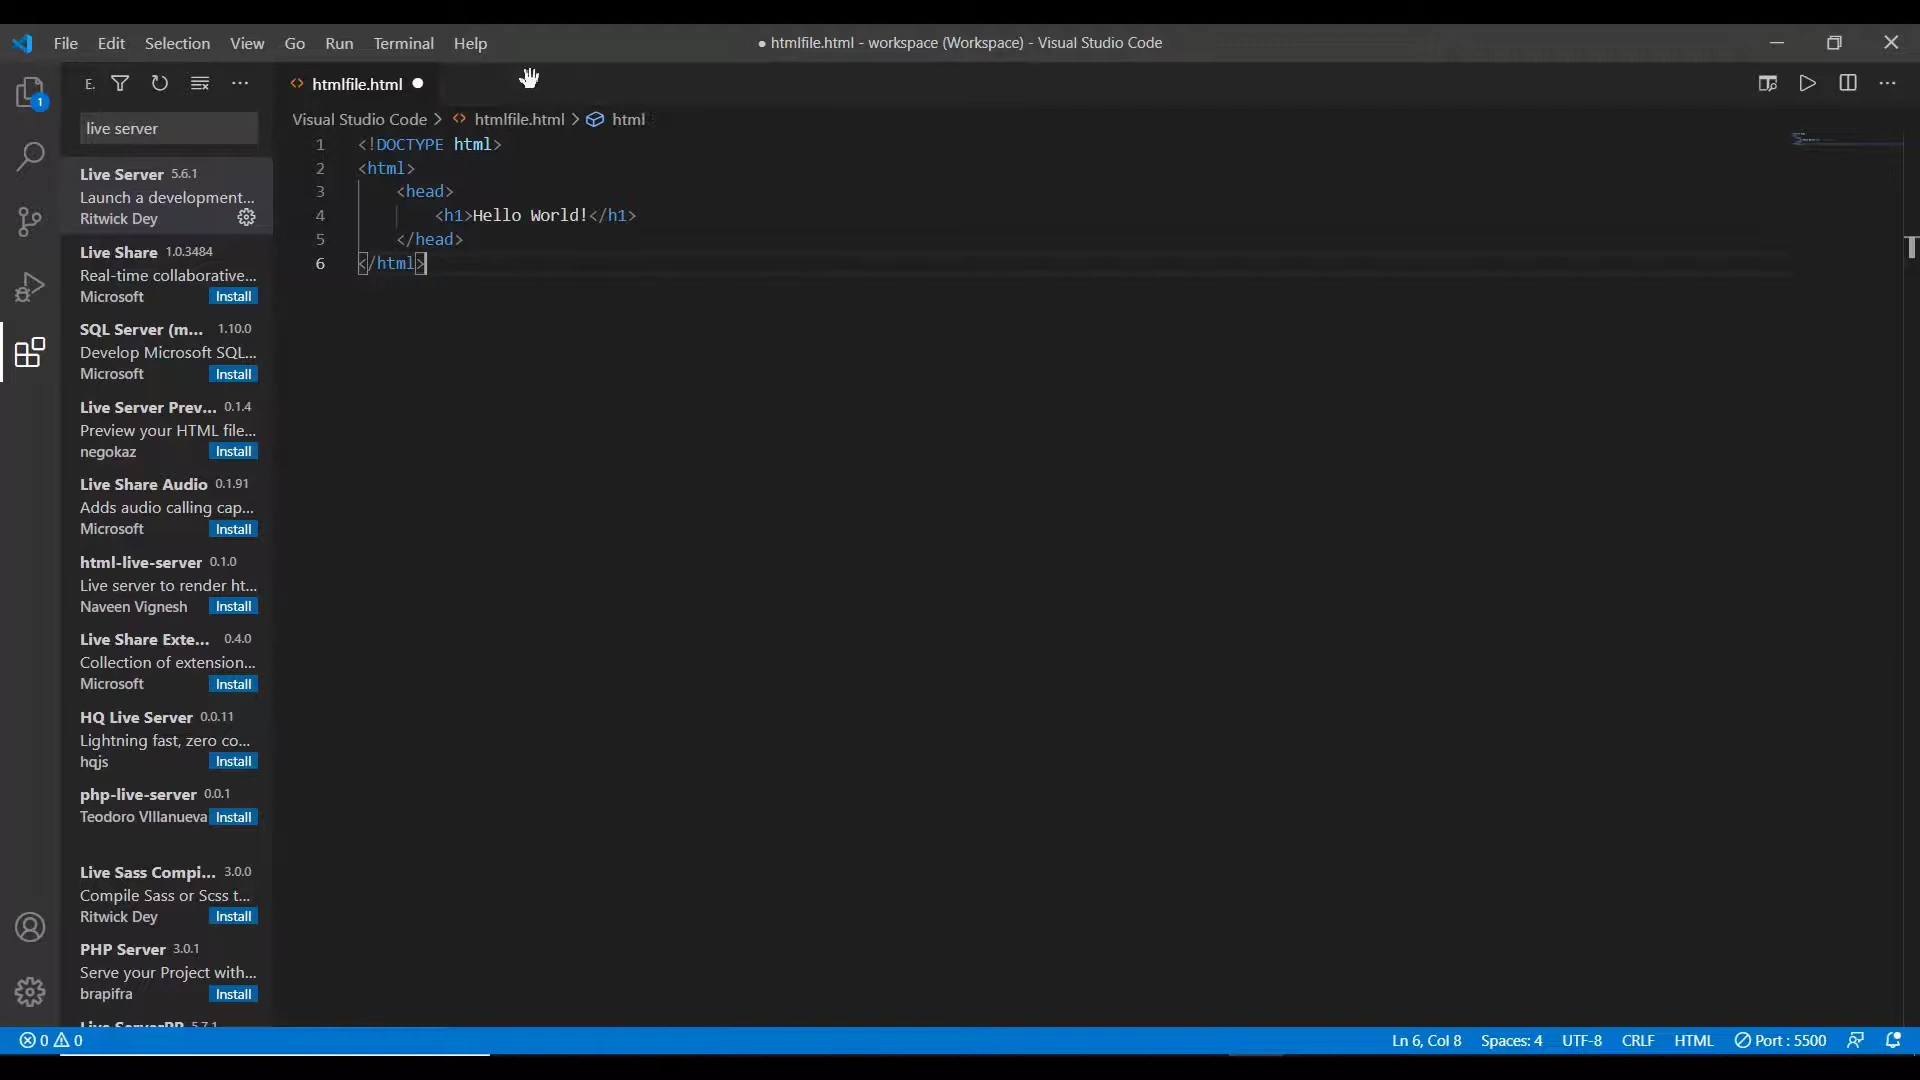 File Edit Selection View Go Run Terminal Help
● htmlfile.html - workspace (Workspace) - Visual Studio Code
1
E.
live server
Live Server 5.6.1
Launch a development...
Ritwick Dey
Live Share 1.0.3484
Real-time collaborative...
Microsoft Install
SQL Server (m... 1.10.0
Develop Microsoft SQL...
Microsoft Install
Live Server Prev... 0.1.4
Preview your HTML file...
negokaz Install
Live Share Audio 0.1.91
Adds audio calling cap...
Microsoft Install
html-live-server 0.1.0
Live server to render ht...
Naveen Vignesh Install
Live Share Exte... 0.4.0
Collection of extension...
Microsoft Install
HQ Live Server 0.0.11
Lightning fast, zero co...
hqjs Install
php-live-server 0.0.1
Teodoro VIllanueva Install
Live Sass Compi... 3.0.0
Compile Sass or Scss t...
Ritwick Dey Install
PHP Server 3.0.1
Serve your Project with...
brapifra Install
Live ServerPP 5.7.1
htmlfile.html ●
Visual Studio Code > htmlfile.html > html
1 <!DOCTYPE html>
2 <html>
3 <head>
4 <h1>Hello World!</h1>
5 </head>
6 </html>
0 0
Ln 6, Col 8 Spaces: 4 UTF-8 CRLF HTML Port : 5500